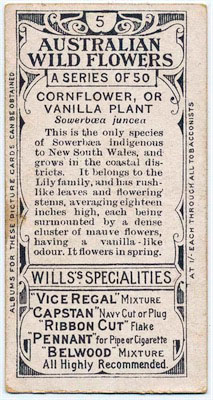 5
AUSTRALIAN
WILD FLOWERS
A SERIES OF 50
CORNFLOWER, OR
VANILLA PLANT
Sowerbæa juncea
This is the only species
of Sowerbæa indigenous
to New South Wales, and
grows in the coastal dis-
tricts. It belongs to the
Lily family, and has rush-
like leaves and flowering
stems, averaging eighteen
inches high, each being
surmounted by a dense
cluster of mauve flowers,
having a vanilla-like
odour. It flowers in spring.
WILLS'S SPECIALITIES
"VICE REGAL" MIXTURE
"CAPSTAN" NAVY CUT or PLUG
"RIBBON CUT" Flake
"PENNANT" for Pipe or Cigarette
"BELWOOD" MIXTURE
All Highly Recommended.
ALBUMS FOR THESE PICTURE CARDS CAN BE OBTAINED
AT 1/- EACH THROUGH ALL TOBACCONISTS